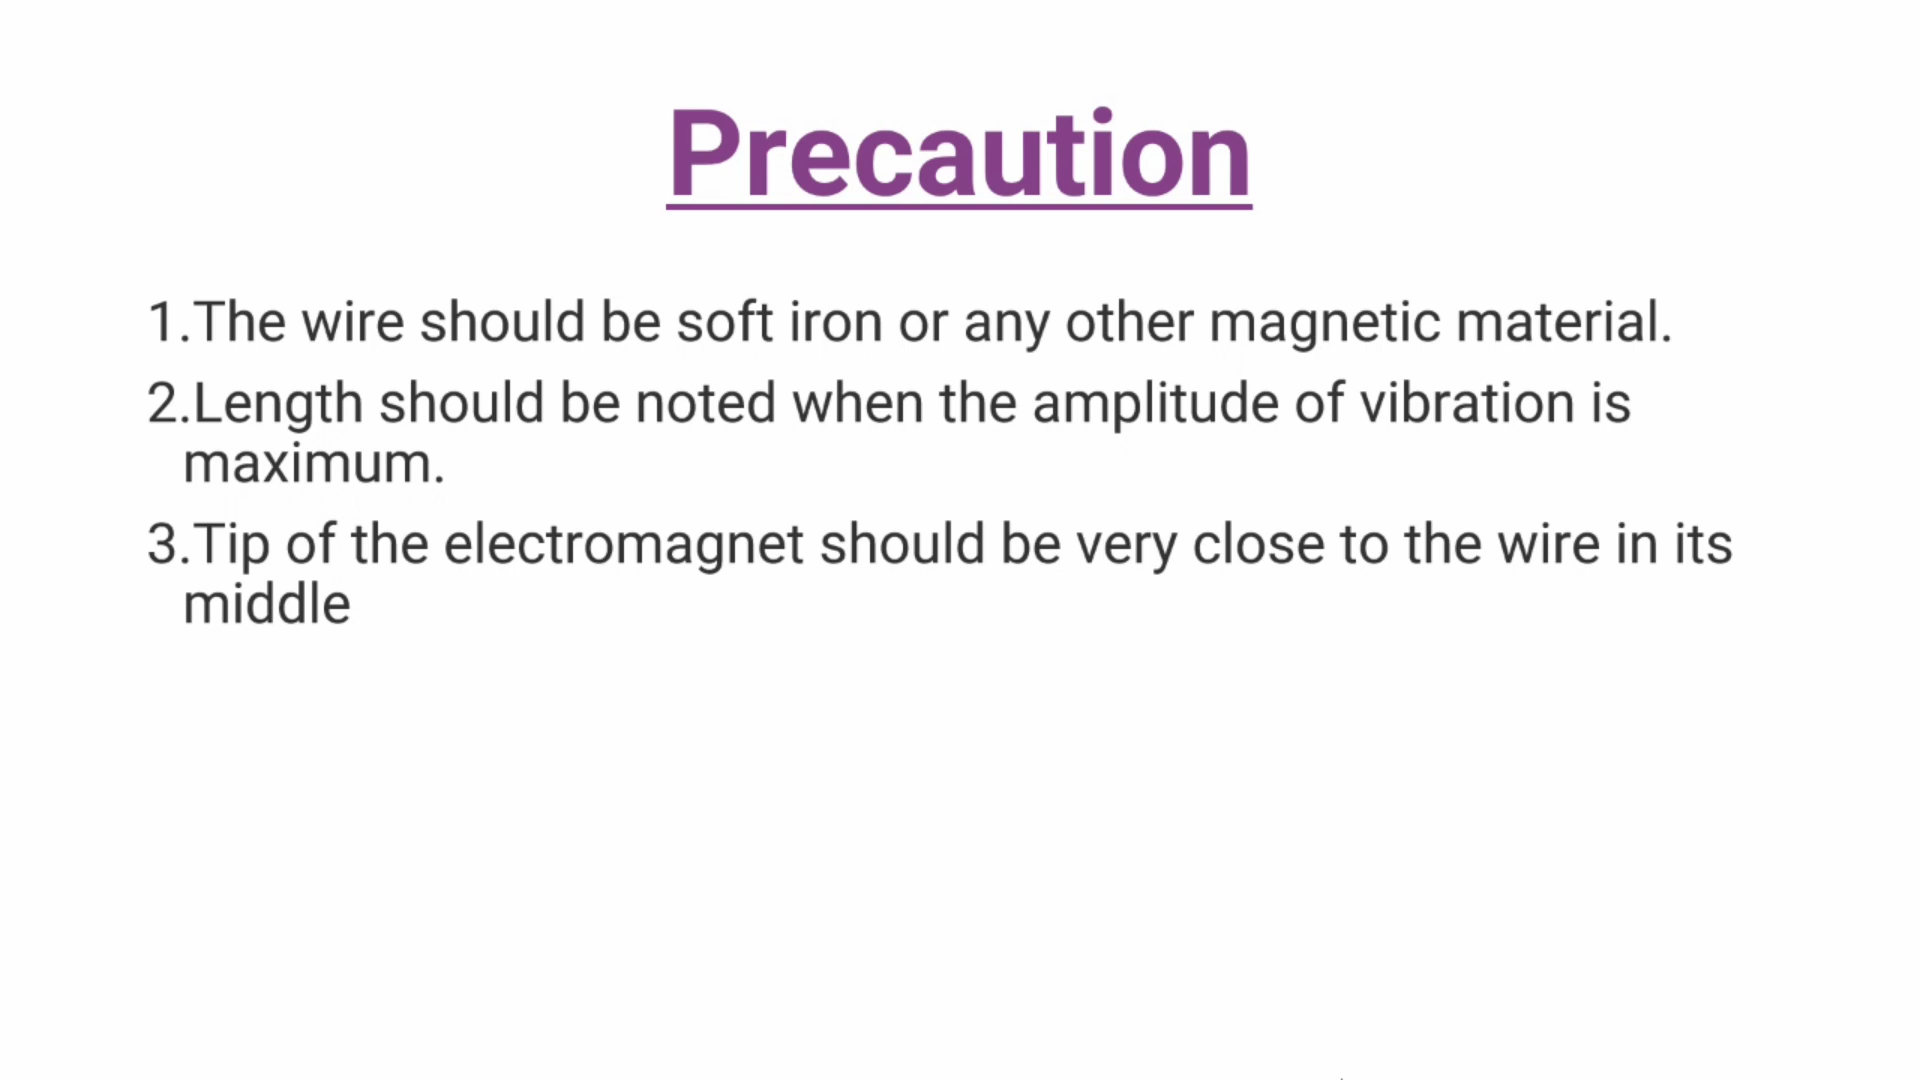 Precaution
1.The wire should be soft iron or any other magnetic material.
2.Length should be noted when the amplitude of vibration is
maximum.
3.Tip of the electromagnet should be very close to the wire in its
middle